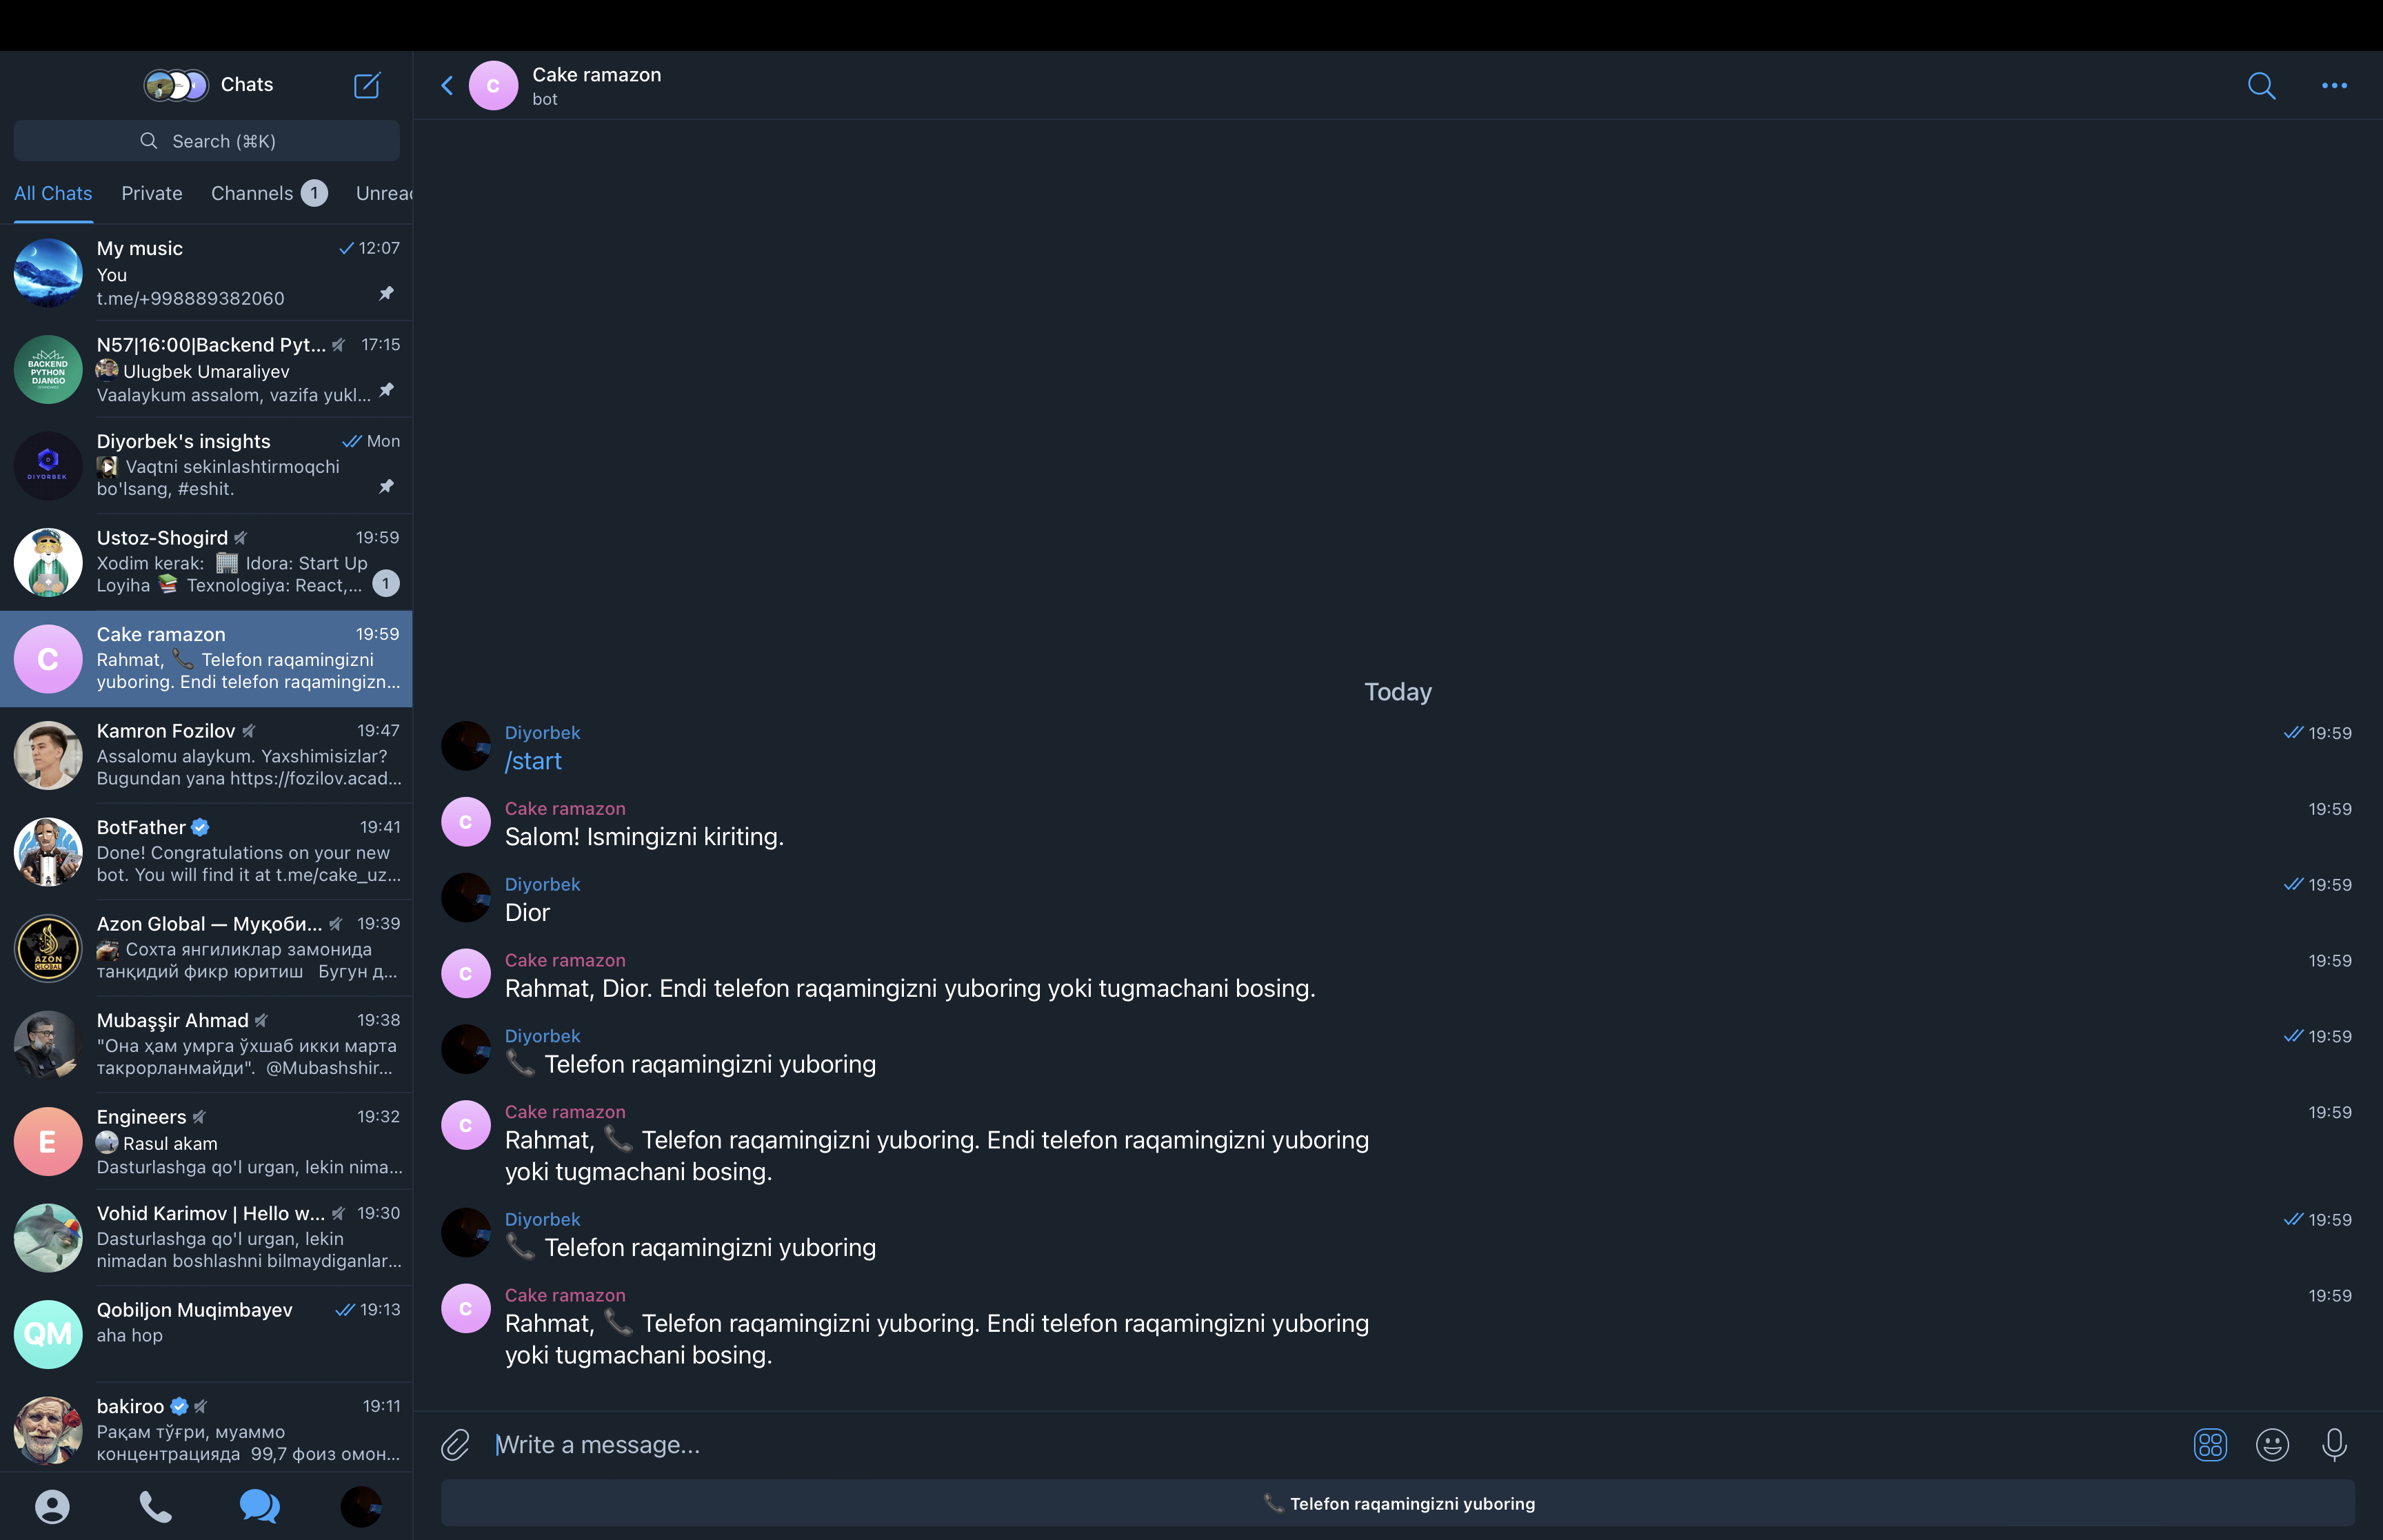 Chats
Search (⌘K)
All Chats Private Channels 1 Unread
My music 12:07
You
t.me/+998889382060
N57|16:00|Backend Pyt... 17:15
BACKEND
PYTHON
DJANGO
Ulugbek Umaraliyev
Vaalaykum assalom, vazifa yukl...
Diyorbek's insights Mon
DIYORBEK
Vaqtni sekinlashtirmoqchi
bo'lsang, #eshit.
Ustoz-Shogird 19:59
Xodim kerak: 🏢 Idora: Start Up
Loyiha 📚 Texnologiya: React,... 1
C
Cake ramazon 19:59
Rahmat, 📞 Telefon raqamingizni
yuboring. Endi telefon raqamingizn...
Kamron Fozilov 19:47
Assalomu alaykum. Yaxshimisizlar?
Bugundan yana https://fozilov.acad...
BotFather 19:41
Done! Congratulations on your new
bot. You will find it at t.me/cake_uz...
Azon Global — Муқоби... 19:39
AZON
GLOBAL
Сохта янгиликлар замонида
танқидий фикр юритиш Бугун д...
Mubaşşir Ahmad 19:38
"Она ҳам умрга ўхшаб икки марта
такрорланмайди". @Mubashshir...
E
Engineers 19:32
Rasul akam
Dasturlashga qo'l urgan, lekin nima...
Vohid Karimov | Hello w... 19:30
Dasturlashga qo'l urgan, lekin
nimadan boshlashni bilmaydiganlar...
QM
Qobiljon Muqimbayev 19:13
aha hop
bakiroo 19:11
Рақам тўғри, муаммо
концентрацияда 99,7 фоиз омон...
C
Cake ramazon
bot
Today
Diyorbek 19:59
/start
C
Cake ramazon 19:59
Salom! Ismingizni kiriting.
Diyorbek 19:59
Dior
C
Cake ramazon 19:59
Rahmat, Dior. Endi telefon raqamingizni yuboring yoki tugmachani bosing.
Diyorbek 19:59
📞 Telefon raqamingizni yuboring
C
Cake ramazon 19:59
Rahmat, 📞 Telefon raqamingizni yuboring. Endi telefon raqamingizni yuboring
yoki tugmachani bosing.
Diyorbek 19:59
📞 Telefon raqamingizni yuboring
C
Cake ramazon 19:59
Rahmat, 📞 Telefon raqamingizni yuboring. Endi telefon raqamingizni yuboring
yoki tugmachani bosing.
Write a message...
📞 Telefon raqamingizni yuboring